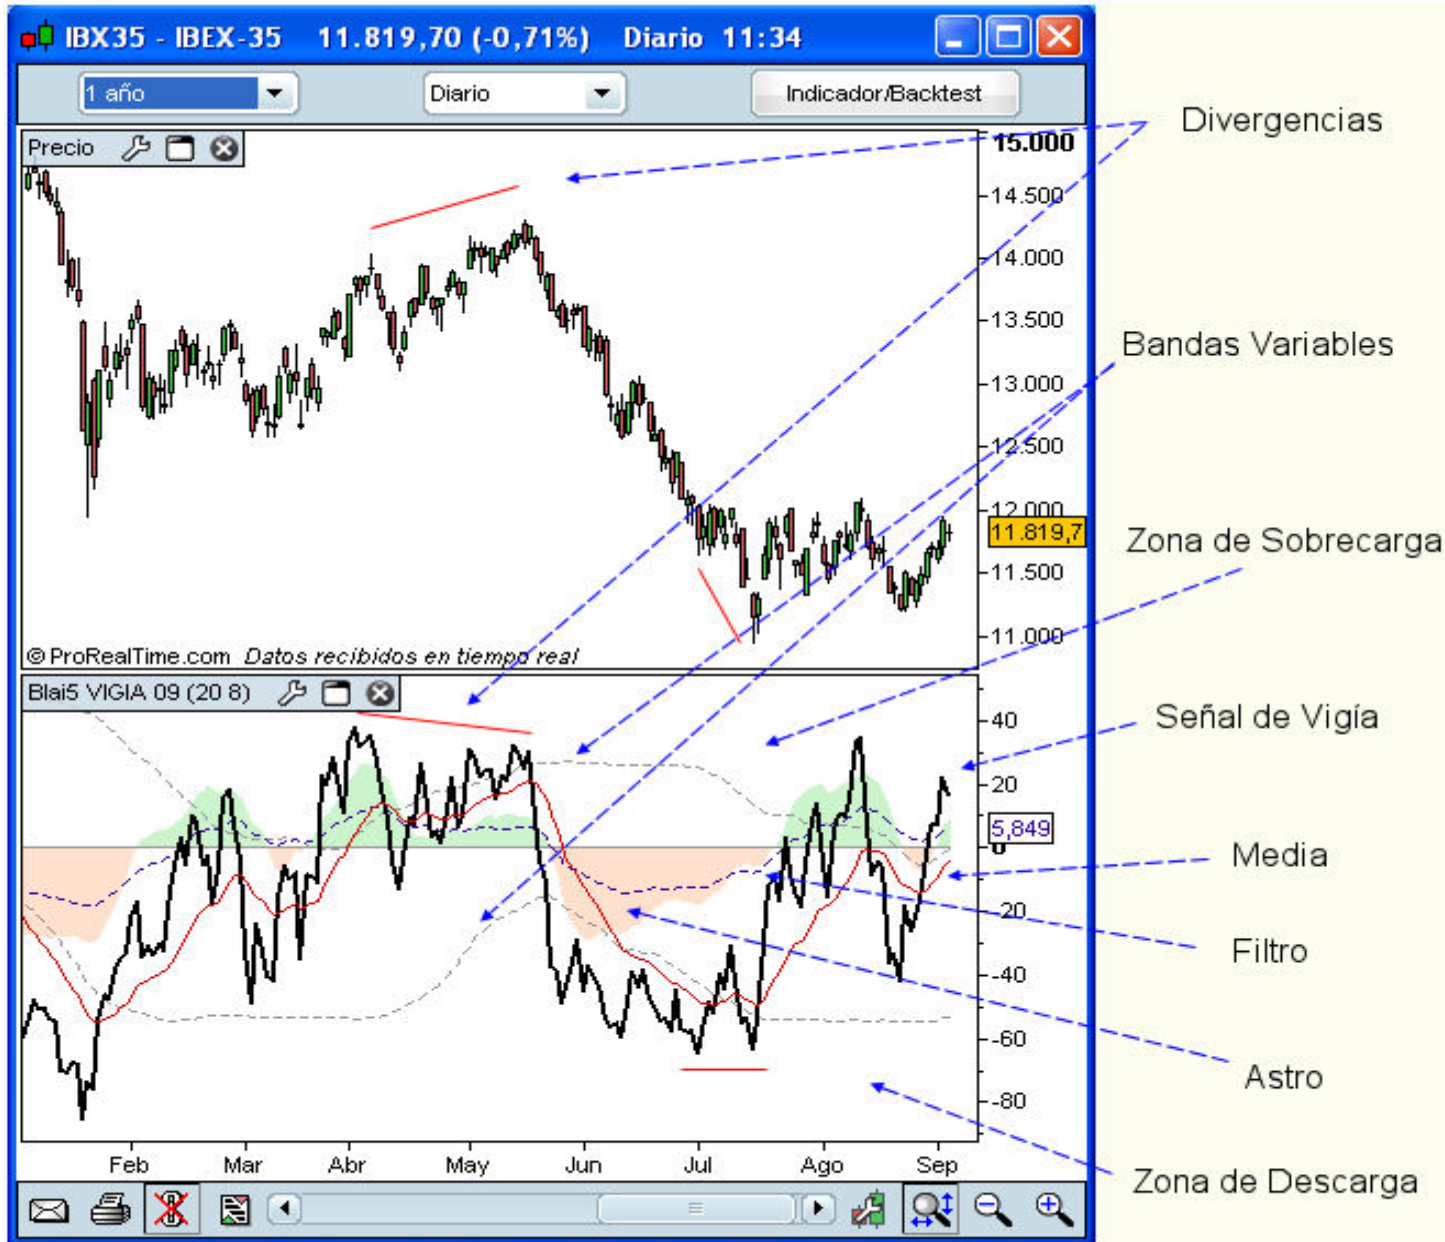 IBX35 - IBEX-35 11.819,70 (-0,71%) Diario 11:34
1 año
Diario
Indicador/Backtest
Divergencias
Precio
15.000
14.500
14.000
13.500
Bandas Variables
13.000
12.500
12.000
11.819,7
Zona de Sobrecarga
11.500
11.000
© ProRealTime.com Datos recibidos en tiempo real
Blai5 VIGIA 09 (20 8)
40
Señal de Vigía
20
5,849
0
Media
-20
Filtro
-40
-60
Astro
-80
Feb Mar Abr May Jun Jul Ago Sep
Zona de Descarga